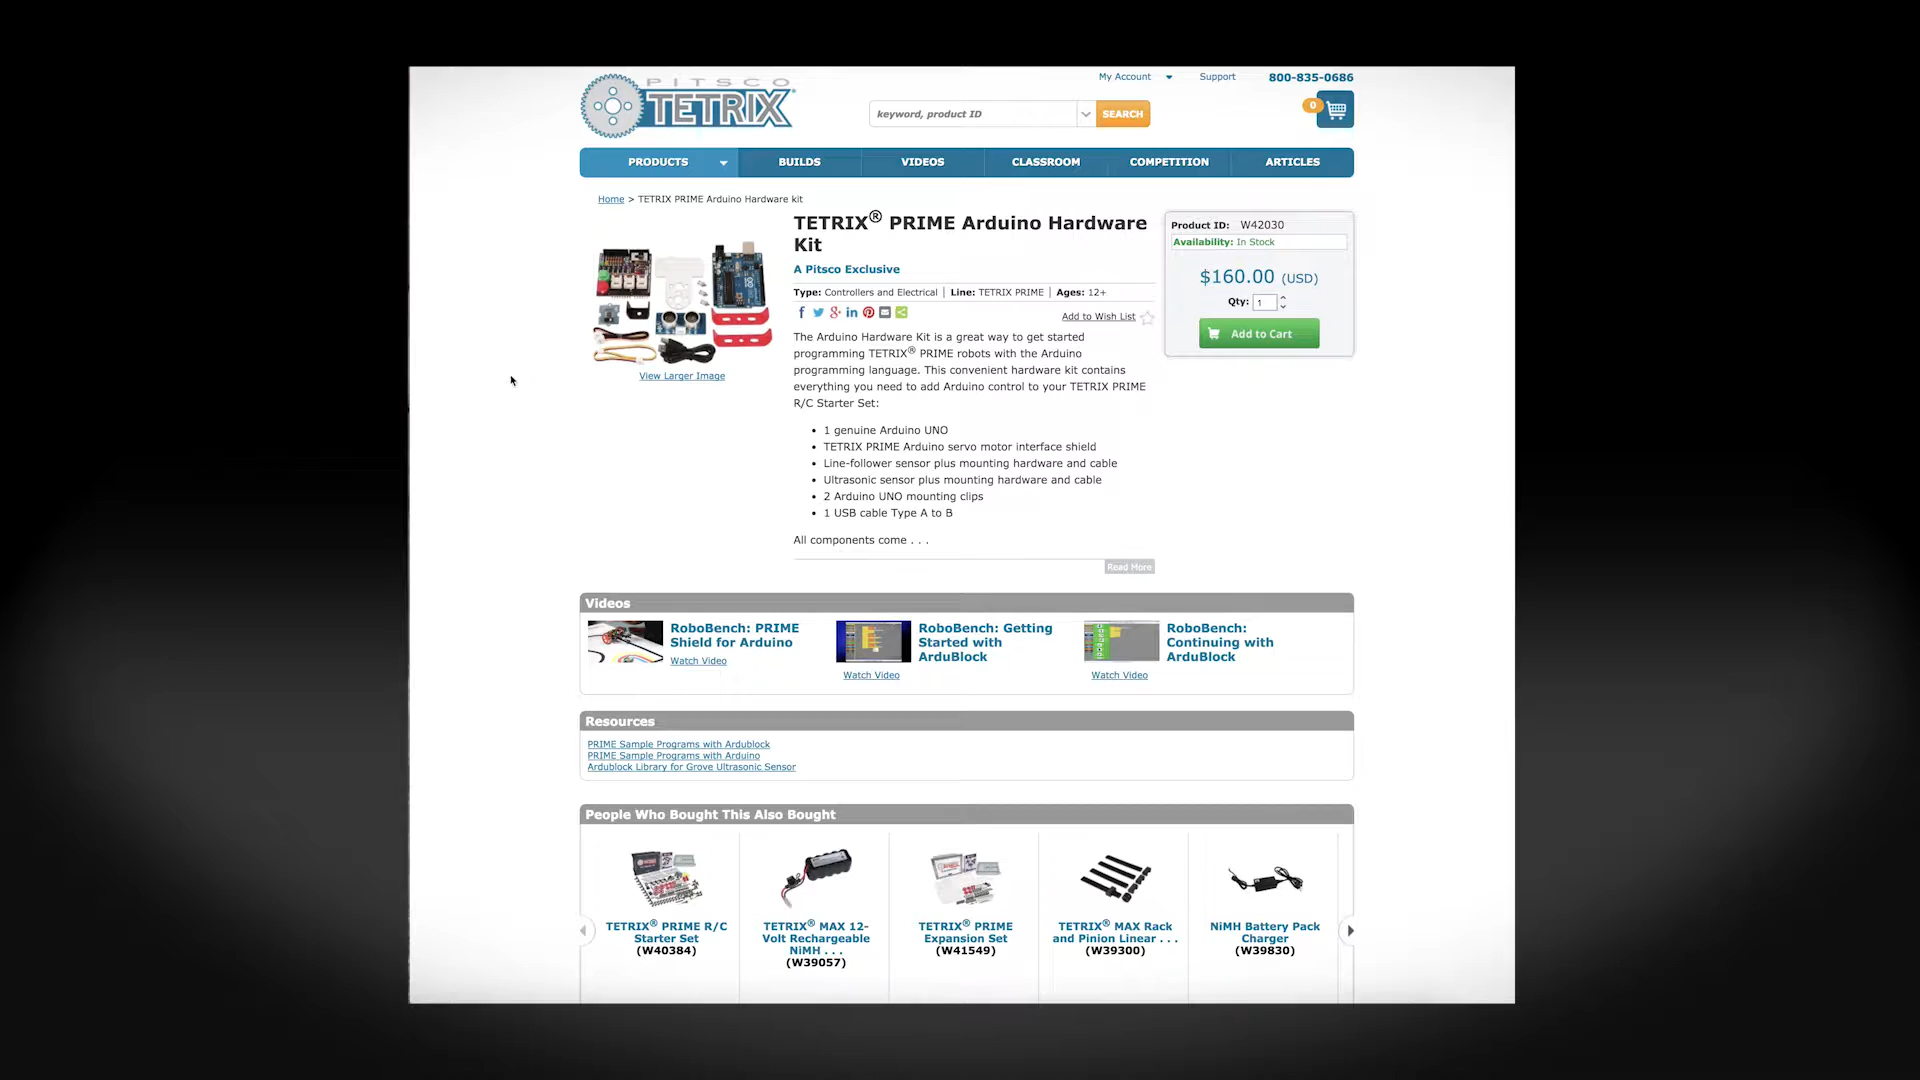 My Account Support 800-835-0686
PITSCO
TETRIX®
keyword, product ID SEARCH 0
PRODUCTS BUILDS VIDEOS CLASSROOM COMPETITION ARTICLES
Home > TETRIX PRIME Arduino Hardware kit
TETRIX® PRIME Arduino Hardware
Kit
A Pitsco Exclusive
Type: Controllers and Electrical | Line: TETRIX PRIME | Ages: 12+
Add to Wish List
The Arduino Hardware Kit is a great way to get started
programming TETRIX® PRIME robots with the Arduino
programming language. This convenient hardware kit contains
everything you need to add Arduino control to your TETRIX PRIME
R/C Starter Set:
• 1 genuine Arduino UNO
• TETRIX PRIME Arduino servo motor interface shield
• Line-follower sensor plus mounting hardware and cable
• Ultrasonic sensor plus mounting hardware and cable
• 2 Arduino UNO mounting clips
• 1 USB cable Type A to B
All components come . . .
Read More
View Larger Image
Product ID: W42030
Availability: In Stock
$160.00 (USD)
Qty: 1
Add to Cart
Videos
RoboBench: PRIME
Shield for Arduino
Watch Video
RoboBench: Getting
Started with
ArduBlock
Watch Video
RoboBench:
Continuing with
ArduBlock
Watch Video
Resources
PRIME Sample Programs with Ardublock
PRIME Sample Programs with Arduino
Ardublock Library for Grove Ultrasonic Sensor
People Who Bought This Also Bought
TETRIX® PRIME R/C
Starter Set
(W40384)
TETRIX® MAX 12-
Volt Rechargeable
NiMH . . .
(W39057)
TETRIX® PRIME
Expansion Set
(W41549)
TETRIX® MAX Rack
and Pinion Linear . . .
(W39300)
NiMH Battery Pack
Charger
(W39830)